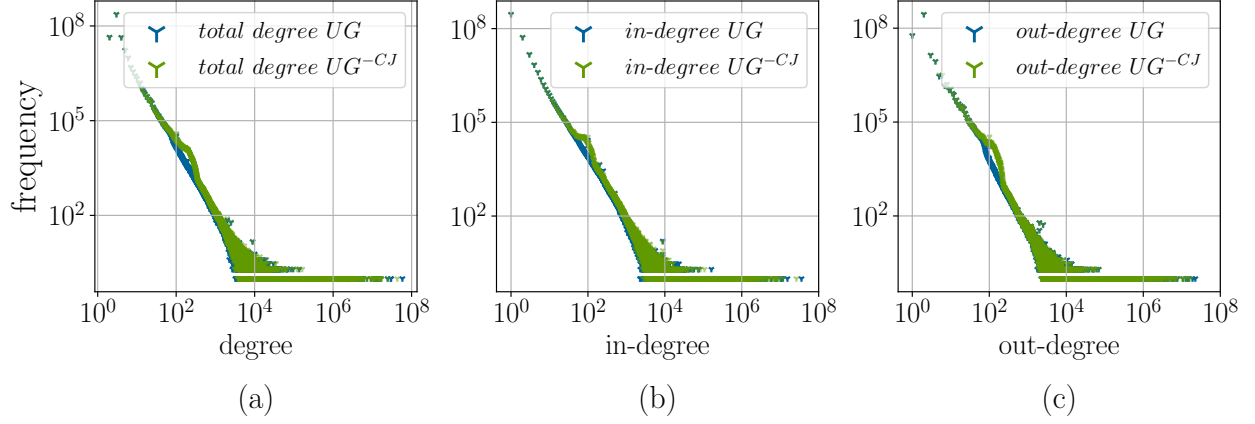 frequency
10^8
10^5
10^2
total degree UG
total degree UG^{-CJ}
10^0 10^2 10^4 10^6 10^8
degree
(a)
10^8
10^5
10^2
in-degree UG
in-degree UG^{-CJ}
10^0 10^2 10^4 10^6 10^8
in-degree
(b)
10^8
10^5
10^2
out-degree UG
out-degree UG^{-CJ}
10^0 10^2 10^4 10^6 10^8
out-degree
(c)